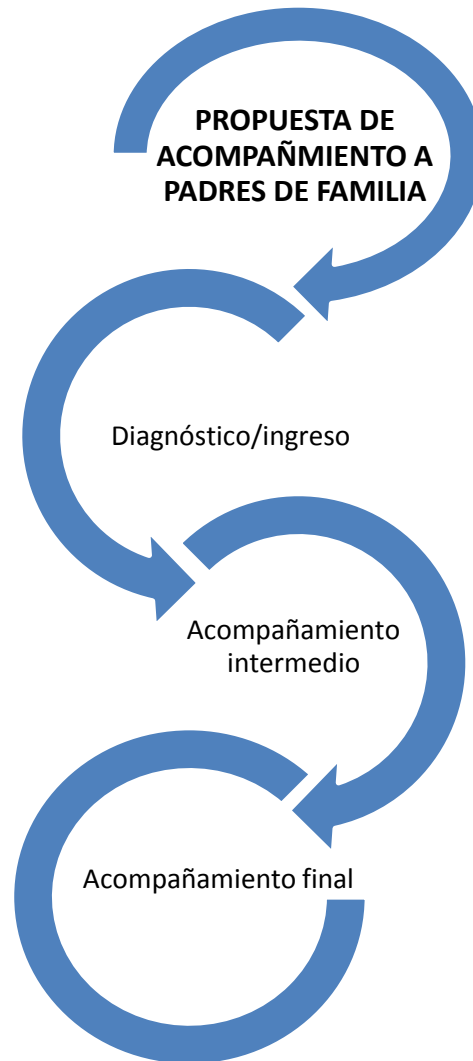 PROPUESTA DE
ACOMPAÑMIENTO A
PADRES DE FAMILIA
Diagnóstico/ingreso
Acompañamiento
intermedio
Acompañamiento final